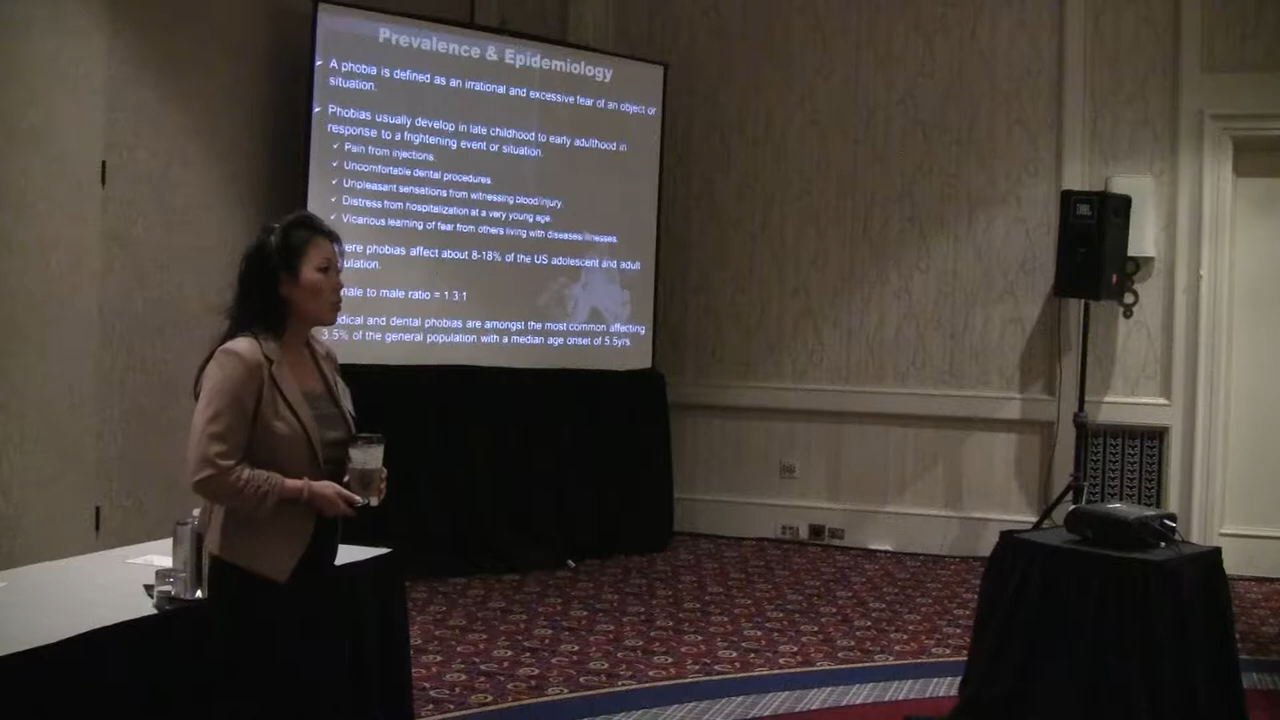 Prevalence & Epidemiology
A phobia is defined as an irrational and excessive fear of an object or
situation.
Phobias usually develop in late childhood to early adulthood in
response to a frightening event or situation.
Pain from injections.
Uncomfortable dental procedures.
Unpleasant sensations from witnessing blood/injury.
Distress from hospitalization at a very young age.
Vicarious learning of fear from others living with diseases/illnesses.
ere phobias affect about 8-18% of the US adolescent and adult
ulation.
male to male ratio = 1.3:1
edical and dental phobias are amongst the most common affecting
3.5% of the general population with a median age onset of 5.5yrs.
JBL